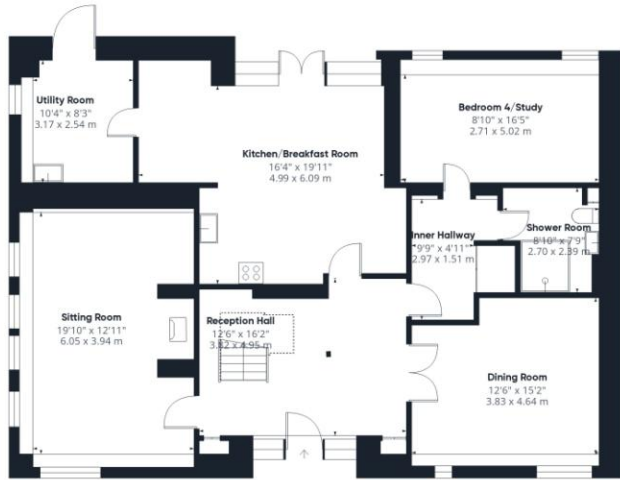 Utility Room
10'4" x 8'3"
3.17 x 2.54 m
Kitchen/Breakfast Room
16'4" x 19'11"
4.99 x 6.09 m
Bedroom 4/Study
8'10" x 16'5"
2.71 x 5.02 m
Inner Hallway
9'9" x 4'11"
2.97 x 1.51 m
Shower Room
8'10" x 7'9"
2.70 x 2.39 m
Sitting Room
19'10" x 12'11"
6.05 x 3.94 m
Reception Hall
12'6" x 16'2"
3.82 x 4.95 m
Dining Room
12'6" x 15'2"
3.83 x 4.64 m